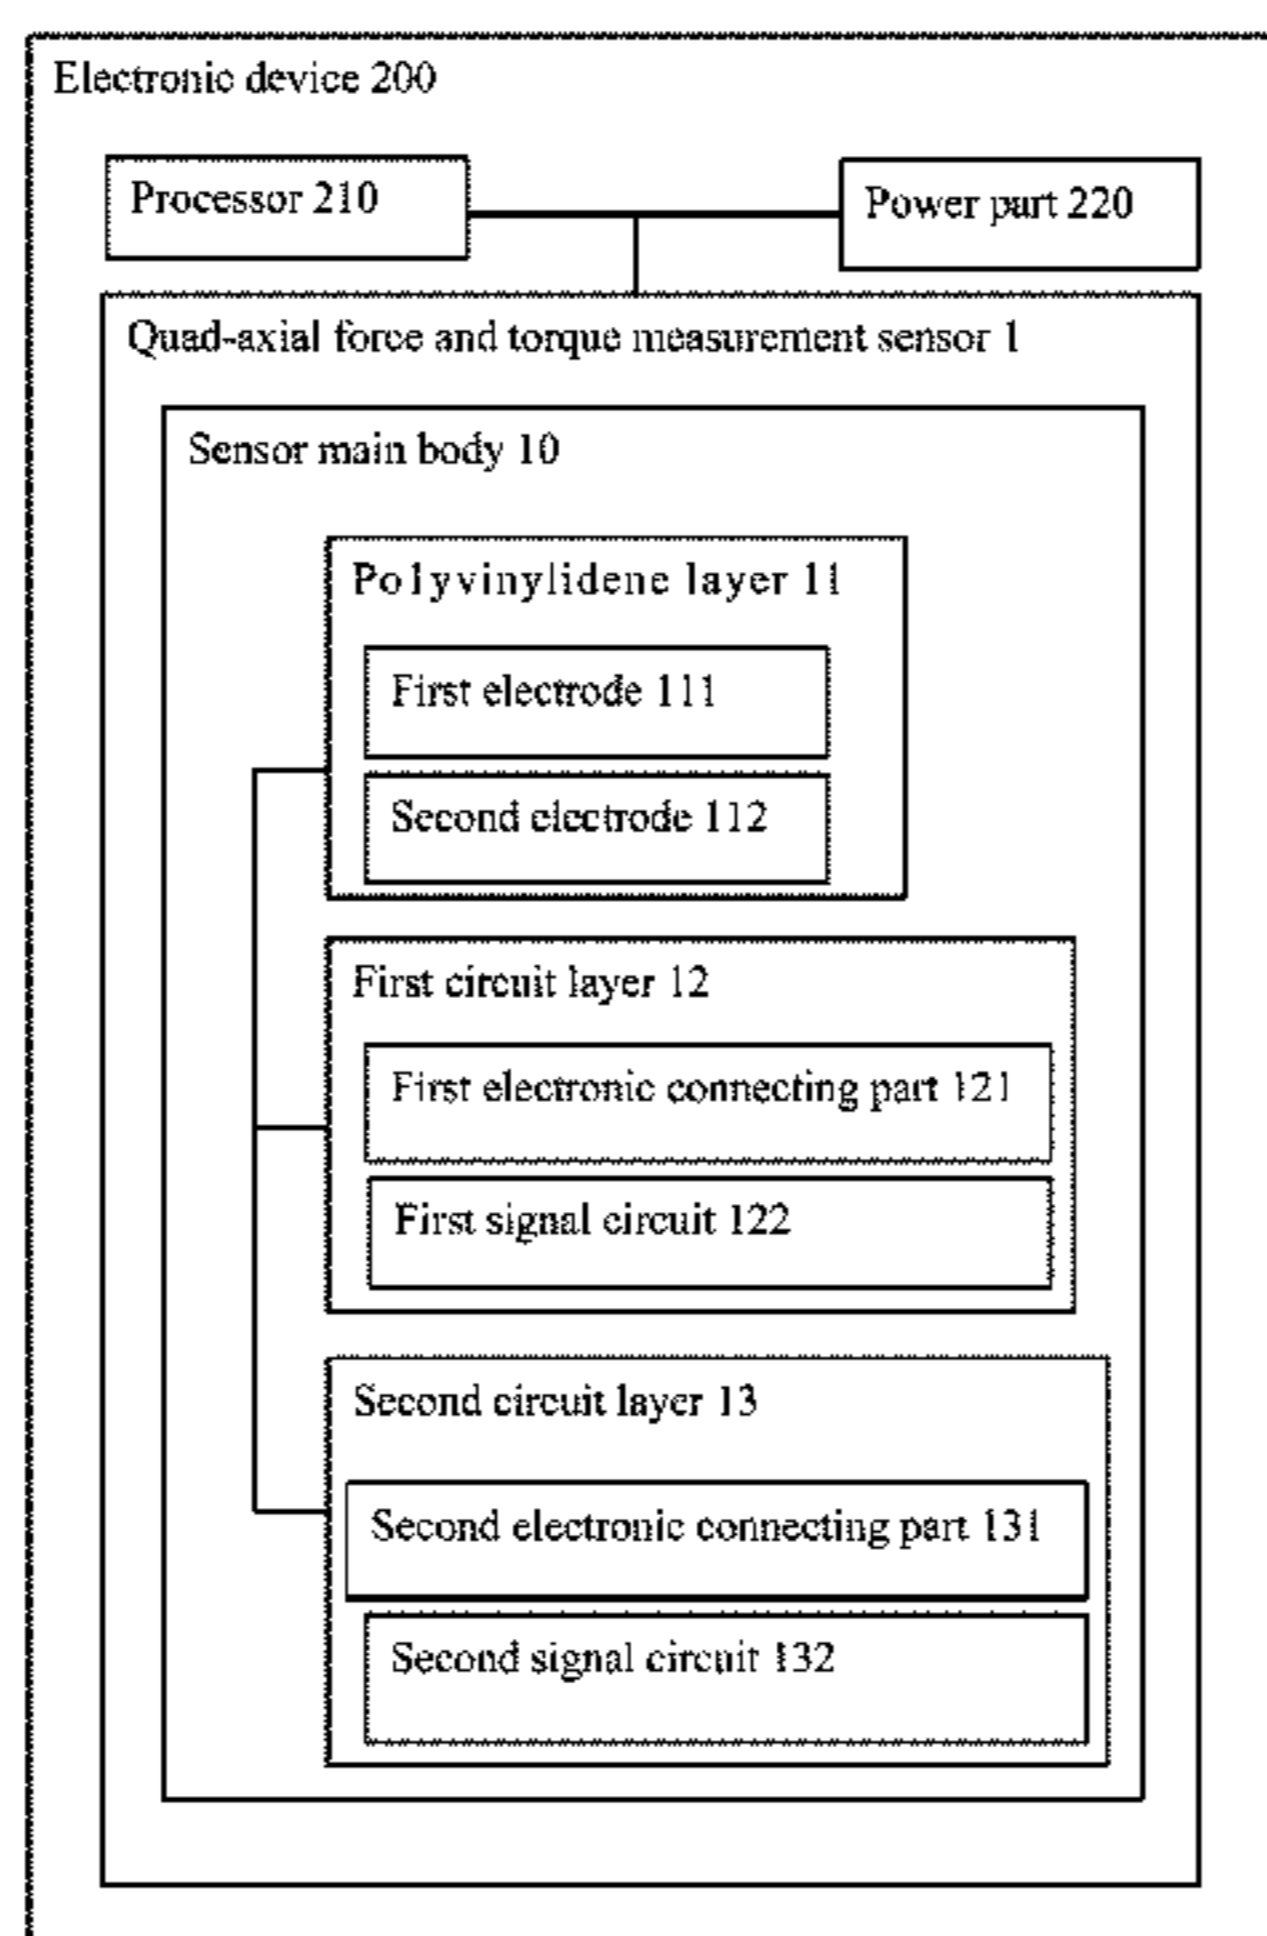 Electronic device 200
Processor 210
Power part 220
Quad-axial force and torque measurement sensor 1
Sensor main body 10
Polyvinylidene layer 11
First electrode 111
Second electrode 112
First circuit layer 12
First electronic connecting part 121
First signal circuit 122
Second circuit layer 13
Second electronic connecting part 131
Second signal circuit 132